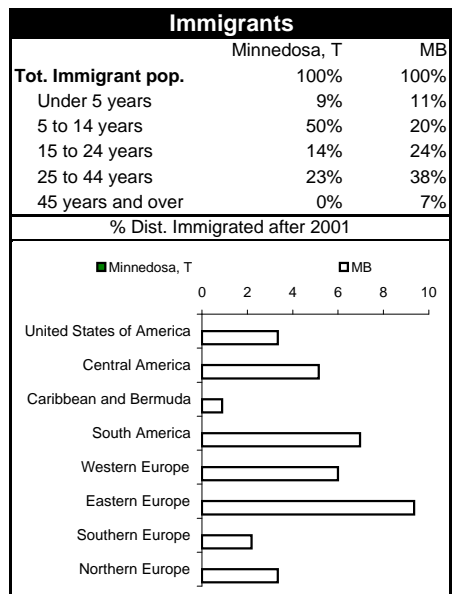 Immigrants
Minnedosa, T MB
Tot. Immigrant pop. 100% 100%
Under 5 years 9% 11%
5 to 14 years 50% 20%
15 to 24 years 14% 24%
25 to 44 years 23% 38%
45 years and over 0% 7%
% Dist. Immigrated after 2001
Minnedosa, T MB
0 2 4 6 8 10
United States of America
Central America
Caribbean and Bermuda
South America
Western Europe
Eastern Europe
Southern Europe
Northern Europe